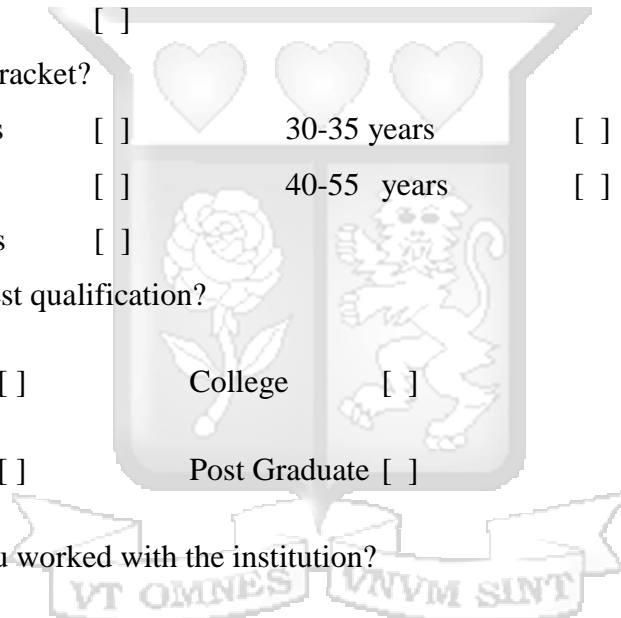 [ ]
racket?
s [ ] 30-35 years [ ]
[ ] 40-55 years [ ]
s [ ]
est qualification?
[ ] College [ ]
[ ] Post Graduate [ ]
u worked with the institution?
VT OMNES VNVM SINT